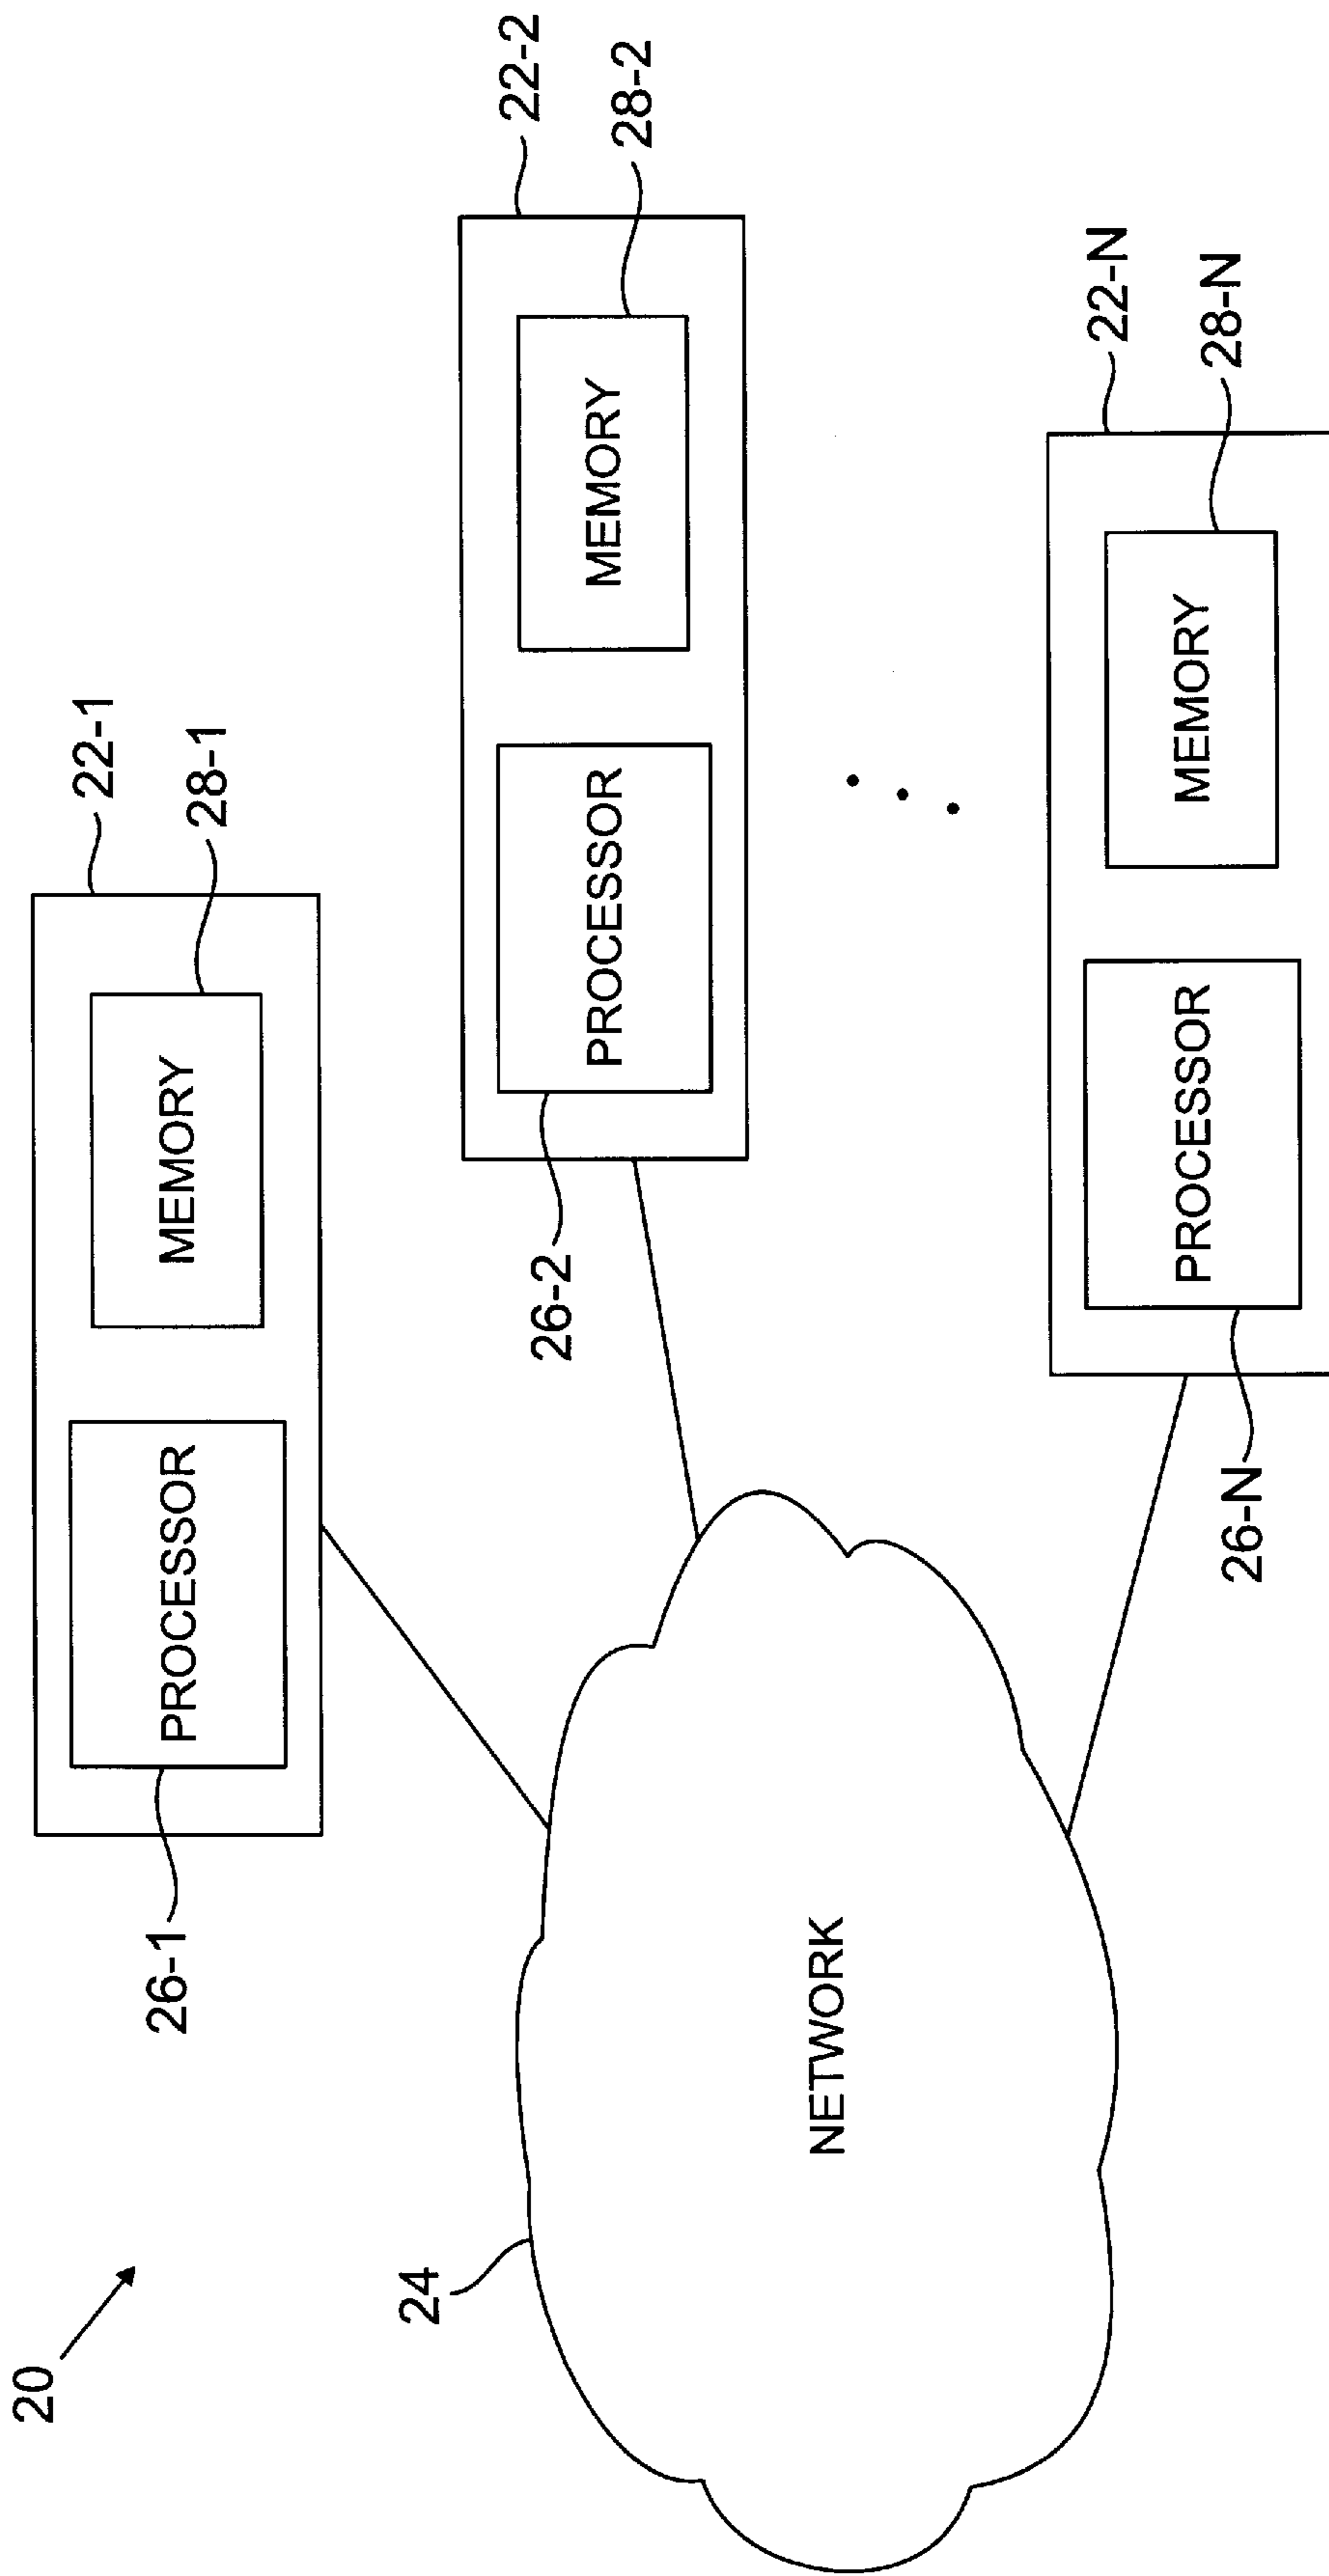 20
22-1
28-1
MEMORY
PROCESSOR
26-1
22-2
28-2
MEMORY
PROCESSOR
26-2
24
NETWORK
22-N
28-N
MEMORY
PROCESSOR
26-N